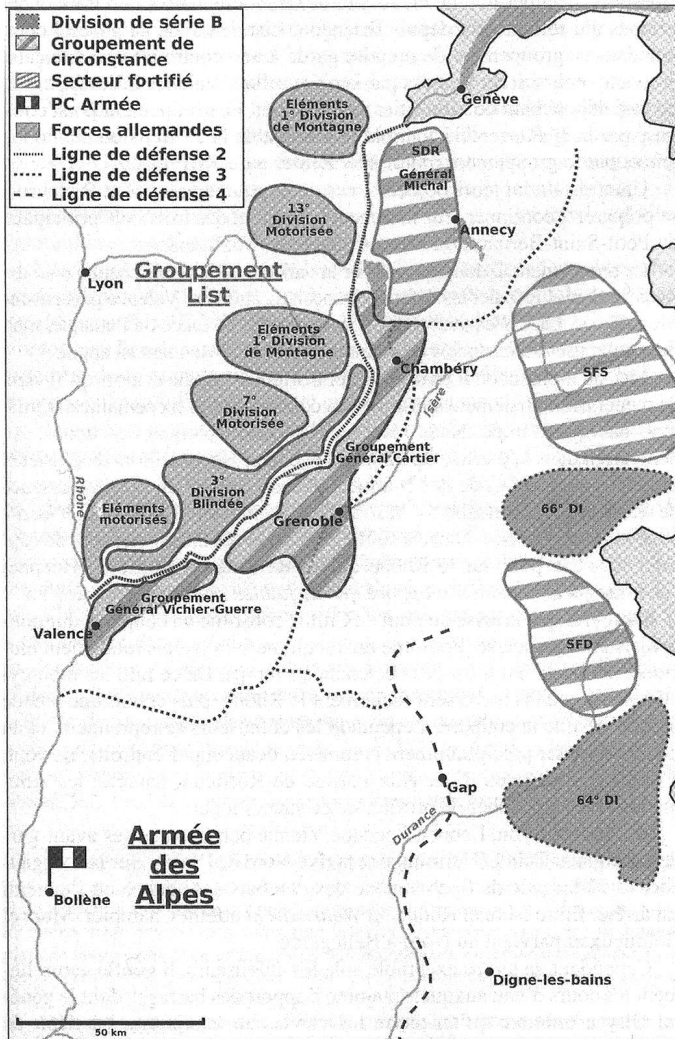 Division de série B
Groupement de
circonstance
Secteur fortifié
PC Armée
Forces allemandes
Ligne de défense 1
Ligne de défense 3
Ligne de défense 4
Genève
Eléments
1° Division
de Montagne
SDR
Général
Michal
13°
Division
Motorisée
Annecy
Lyon
Groupement
List
Eléments
1° Division
de Montagne
Chambéry
SFS
7°
Division
Motorisée
Isère
Groupement
Général Cartier
3°
Division
Blindée
Rhône
Eléments
motorisés
66° DI
Grenoble
Groupement
Général Vichier-Guerre
Valence
SFD
Gap
64° DI
Durance
Armée
des
Alpes
Bollène
Digne-les-bains
50 km